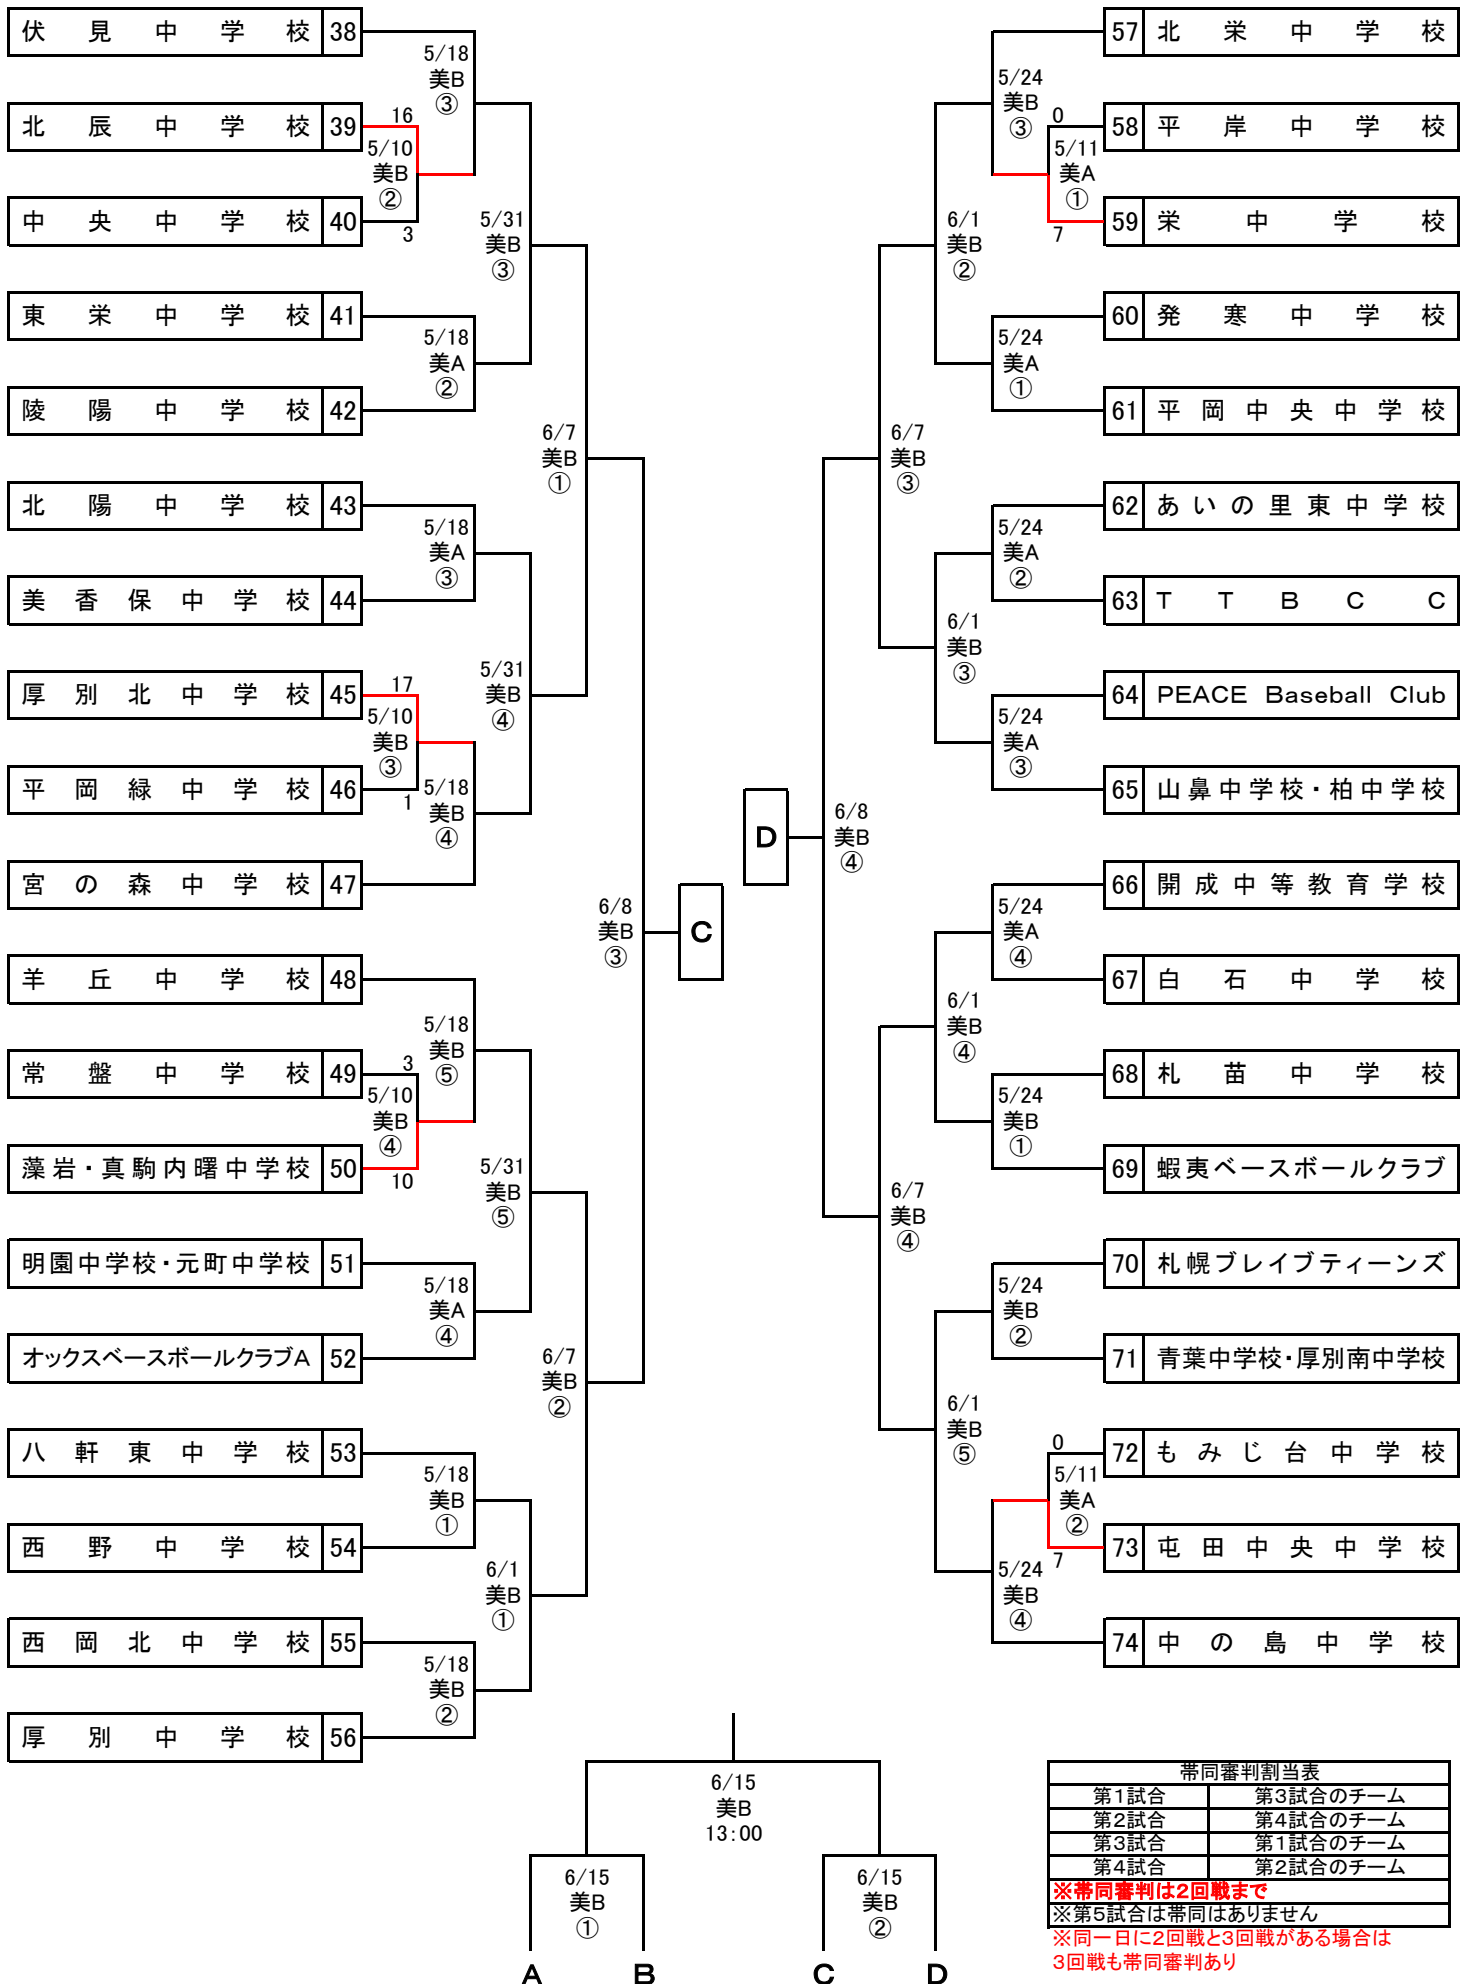 伏見中学校 38
5/18
美B
③
北辰中学校 39
16
5/10
美B
②
中央中学校 40
3
5/31
美B
③
東栄中学校 41
5/18
美A
②
陵陽中学校 42
6/7
美B
①
北陽中学校 43
5/18
美A
③
美香保中学校 44
厚別北中学校 45
17
5/10
美B
③
5/31
美B
④
平岡緑中学校 46
1
5/18
美B
④
宮の森中学校 47
6/8
美B
③
C
羊丘中学校 48
5/18
美B
⑤
常盤中学校 49
3
5/10
美B
④
藻岩・真駒内曙中学校 50
10
5/31
美B
⑤
明園中学校・元町中学校 51
5/18
美A
④
オックスベースボールクラブA 52
6/7
美B
②
八軒東中学校 53
5/18
美B
①
西野中学校 54
6/1
美B
①
西岡北中学校 55
5/18
美B
②
厚別中学校 56
57 北栄中学校
5/24
美B
③
0
58 平岸中学校
5/11
美A
①
59 栄中学校
7
6/1
美B
②
60 発寒中学校
5/24
美A
①
61 平岡中央中学校
6/7
美B
③
62 あいの里東中学校
5/24
美A
②
63 TTBCC
6/1
美B
③
64 PEACE Baseball Club
5/24
美A
③
65 山鼻中学校・柏中学校
D
6/8
美B
④
66 開成中等教育学校
5/24
美A
④
67 白石中学校
6/1
美B
④
68 札苗中学校
5/24
美B
①
69 蝦夷ベースボールクラブ
6/7
美B
④
70 札幌ブレイブティーンズ
5/24
美B
②
71 青葉中学校・厚別南中学校
6/1
美B
⑤
0
72 もみじ台中学校
5/11
美A
②
73 屯田中央中学校
7
5/24
美B
④
74 中の島中学校
6/15
美B
13:00
6/15
美B
①
6/15
美B
②
A B C D
帯同審判割当表
第1試合 第3試合のチーム
第2試合 第4試合のチーム
第3試合 第1試合のチーム
第4試合 第2試合のチーム
※帯同審判は2回戦まで
※第5試合は帯同はありません
※同一日に2回戦と3回戦がある場合は
3回戦も帯同審判あり